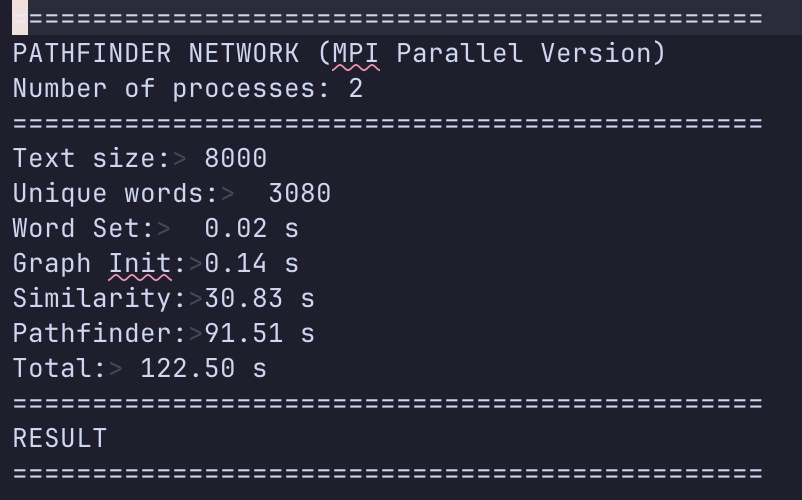 ===============================================
PATHFINDER NETWORK (MPI Parallel Version)
Number of processes: 2
===============================================
Text size:> 8000
Unique words:>  3080
Word Set:>  0.02 s
Graph Init:>0.14 s
Similarity:>30.83 s
Pathfinder:>91.51 s
Total:> 122.50 s
===============================================
RESULT
===============================================